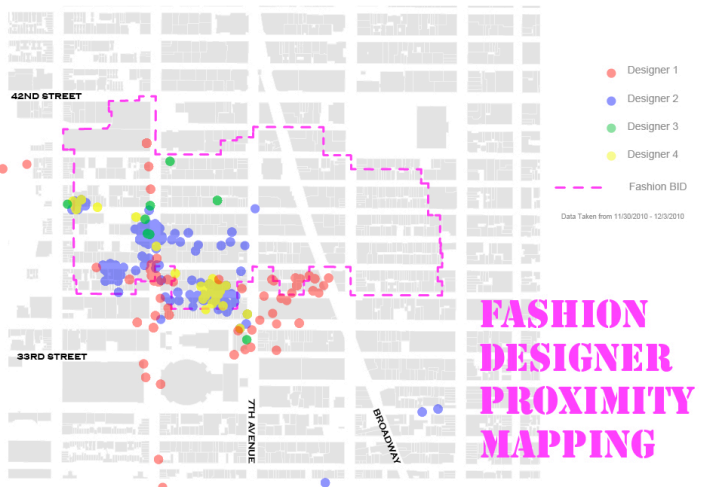 42ND STREET
Designer 1
Designer 2
Designer 3
Designer 4
Fashion BID
Data Taken from 11/30/2010 - 12/3/2010
33RD STREET
7TH AVENUE
BROADWAY
FASHION
DESIGNER
PROXIMITY
MAPPING